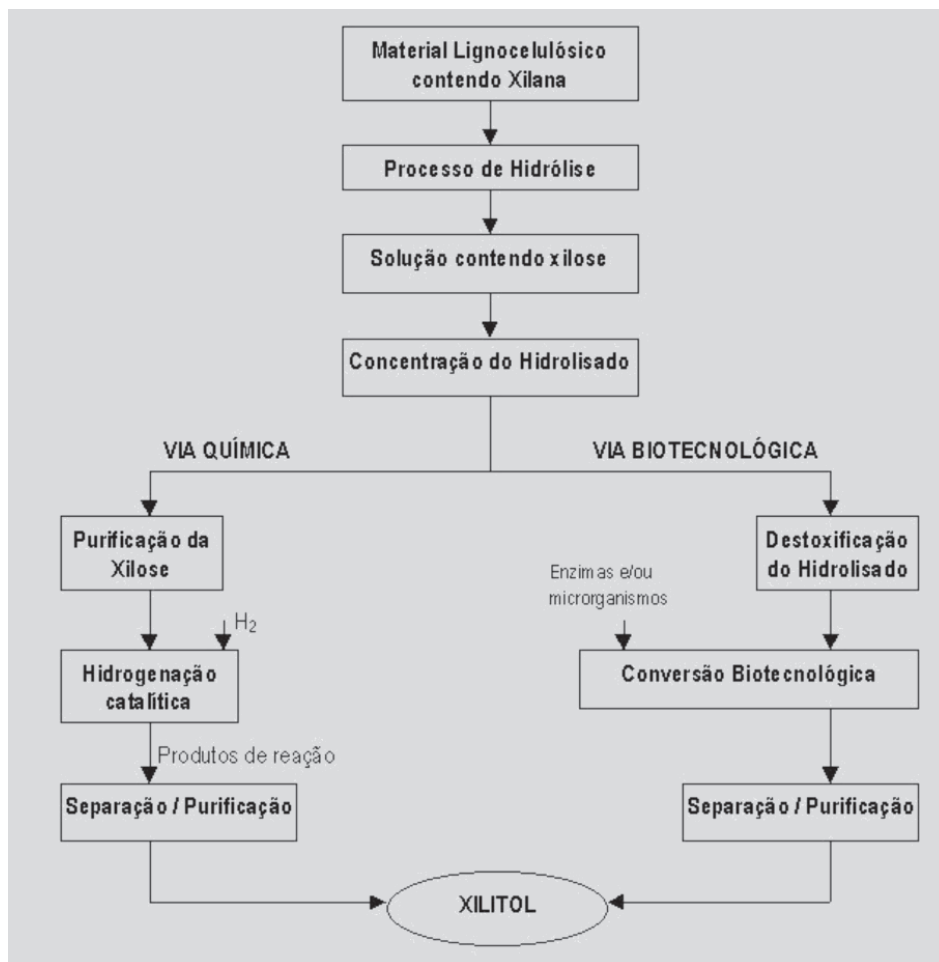 Material Lignocelulósico
contendo Xilana
Processo de Hidrólise
Solução contendo xilose
Concentração do Hidrolisado
VIA QUÍMICA
VIA BIOTECNOLÓGICA
Purificação da
Xilose
Destoxificação
do Hidrolisado
Enzimas e/ou
microrganismos
H₂
Hidrogenação
catalítica
Conversão Biotecnológica
Produtos de reação
Separação / Purificação
Separação / Purificação
XILITOL